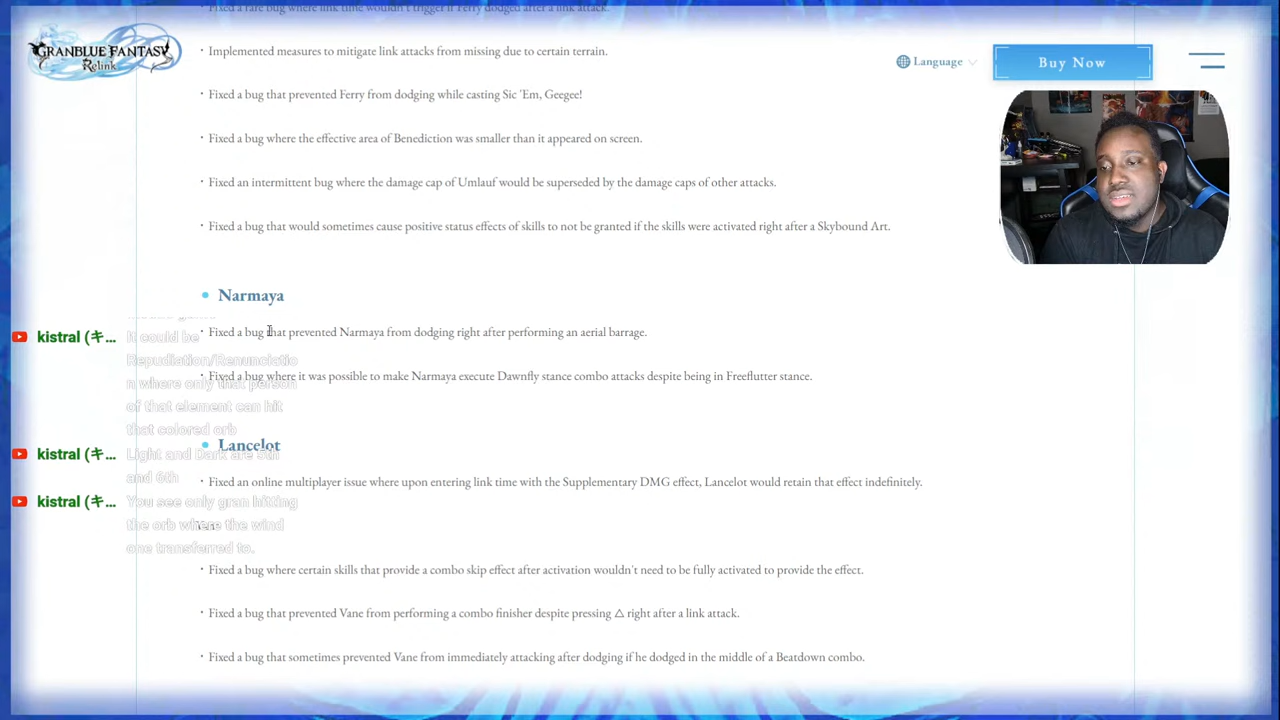 Fixed a rare bug where link time wouldn't trigger if Ferry dodged after a link attack.
GRANBLUE FANTASY
Relink
Language
Buy Now
· Implemented measures to mitigate link attacks from missing due to certain terrain.
· Fixed a bug that prevented Ferry from dodging while casting Sic 'Em, Geegee!
· Fixed a bug where the effective area of Benediction was smaller than it appeared on screen.
· Fixed an intermittent bug where the damage cap of Umlauf would be superseded by the damage caps of other attacks.
· Fixed a bug that would sometimes cause positive status effects of skills to not be granted if the skills were activated right after a Skybound Art.
Narmaya
· Fixed a bug that prevented Narmaya from dodging right after performing an aerial barrage.
· Fixed a bug where it was possible to make Narmaya execute Dawnfly stance combo attacks despite being in Freeflutter stance.
Lancelot
· Fixed an online multiplayer issue where upon entering link time with the Supplementary DMG effect, Lancelot would retain that effect indefinitely.
· Fixed a bug where certain skills that provide a combo skip effect after activation wouldn't need to be fully activated to provide the effect.
· Fixed a bug that prevented Vane from performing a combo finisher despite pressing △ right after a link attack.
· Fixed a bug that sometimes prevented Vane from immediately attacking after dodging if he dodged in the middle of a Beatdown combo.
kistral (キ... It could be
Repudiation/Renunciatio
n where only that person
of that element can hit
that colored orb
kistral (キ... Light and Dark are 5th
and 6th
kistral (キ... You see only gran hitting
the orb where the wind
one transferred to.